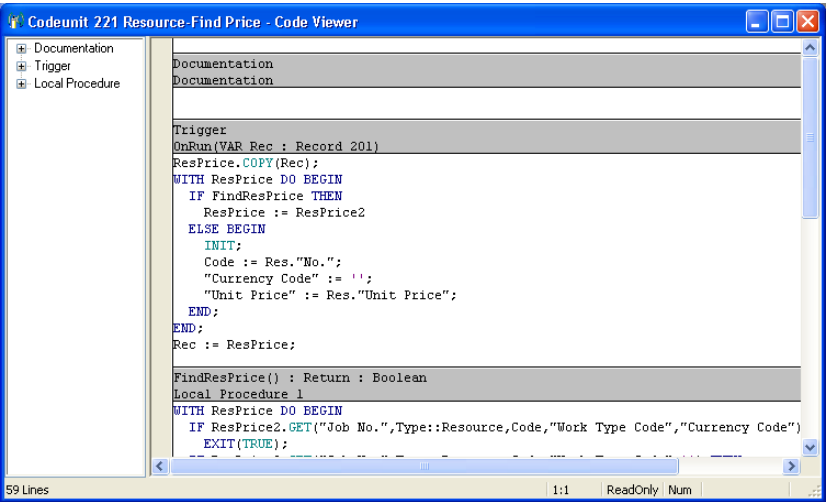 Codeunit 221 Resource-Find Price - Code Viewer
Documentation
Trigger
Local Procedure
Documentation
Documentation
Trigger
OnRun(VAR Rec : Record 201)
ResPrice.COPY(Rec);
WITH ResPrice DO BEGIN
  IF FindResPrice THEN
    ResPrice := ResPrice2
  ELSE BEGIN
    INIT;
    Code := Res."No.";
    "Currency Code" := '';
    "Unit Price" := Res."Unit Price";
  END;
END;
Rec := ResPrice;
FindResPrice() : Return : Boolean
Local Procedure 1
WITH ResPrice DO BEGIN
  IF ResPrice2.GET("Job No.",Type::Resource,Code,"Work Type Code","Currency Code")
    EXIT(TRUE);
59 Lines
1:1
ReadOnly
Num